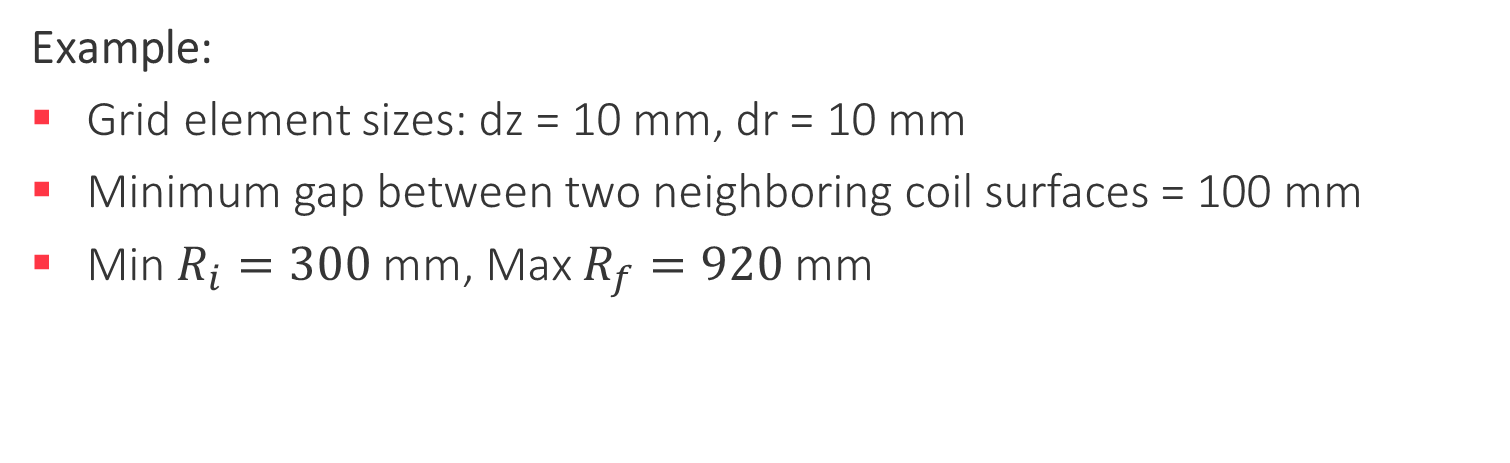 Example:
▪ Grid element sizes: dz = 10 mm, dr = 10 mm
▪ Minimum gap between two neighboring coil surfaces = 100 mm
▪ Min $R_i = 300$ mm, Max $R_f = 920$ mm